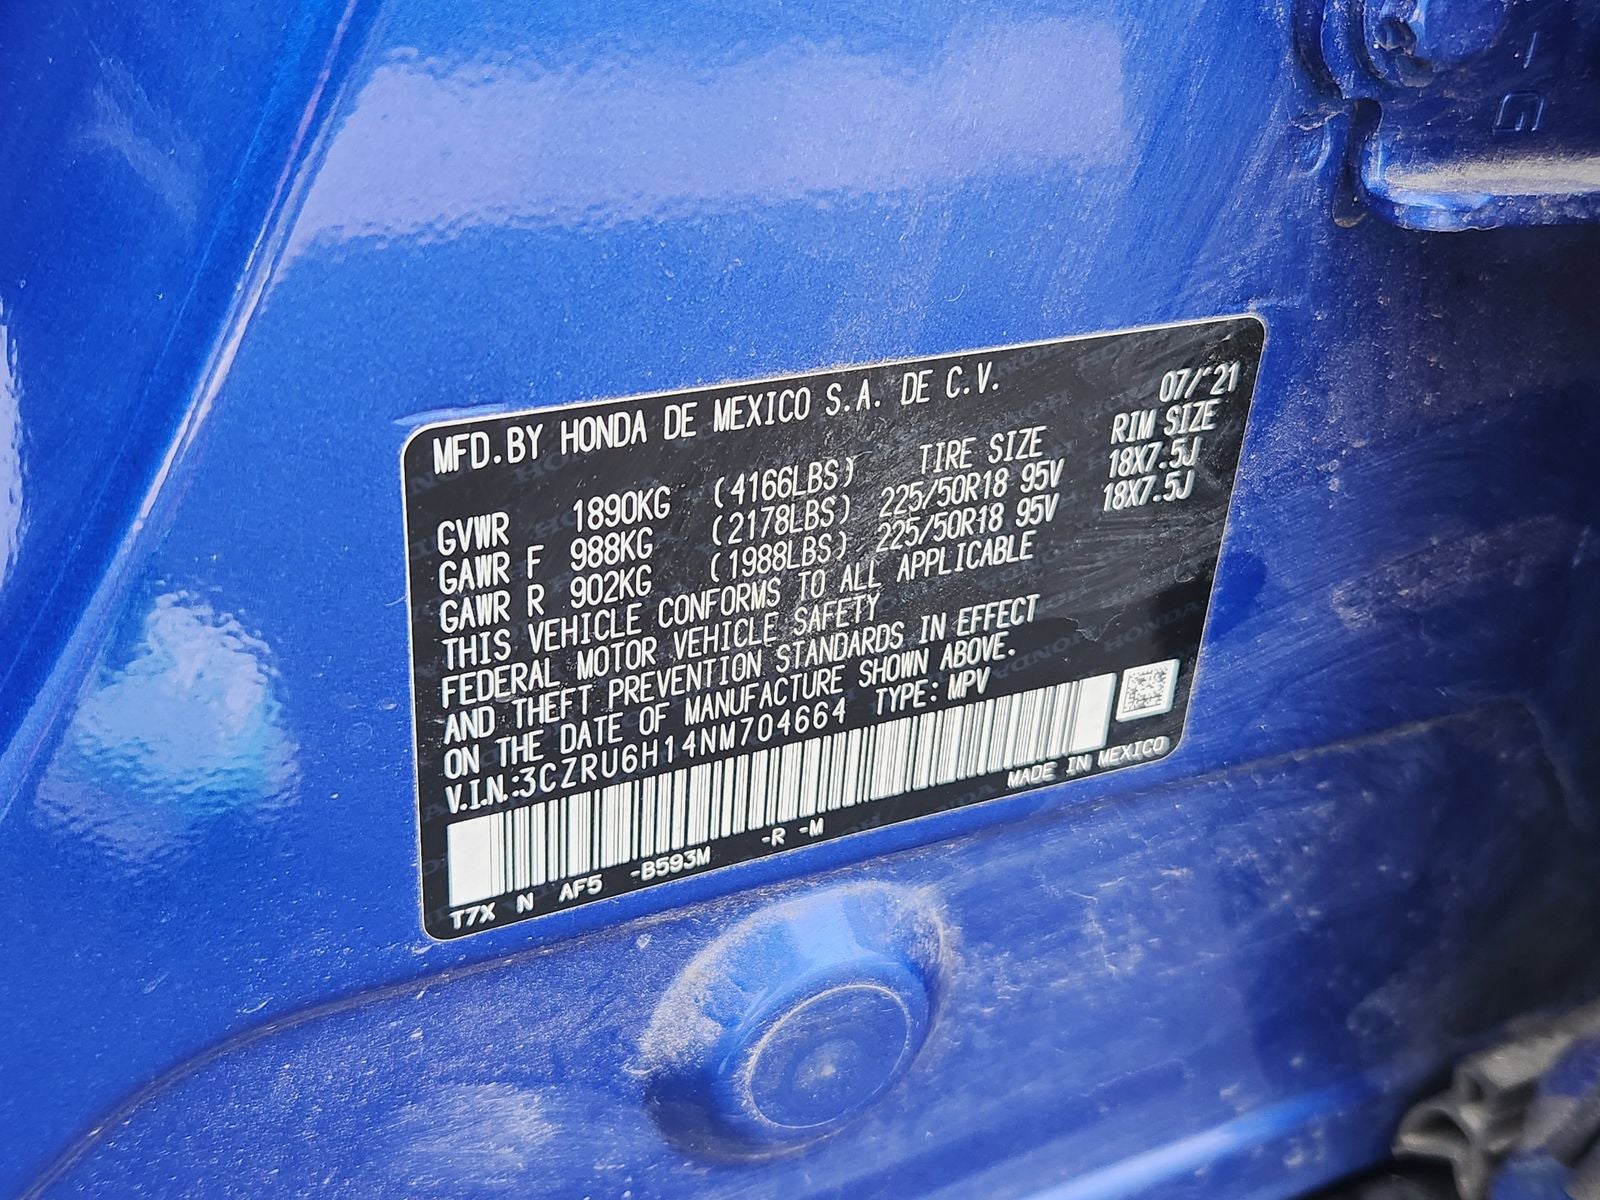 MFD.BY HONDA DE MEXICO S.A. DE C.V. 07/'21
TIRE SIZE RIM SIZE
GVWR 1890KG (4166LBS)
GAWR F 988KG (2178LBS) 225/50R18 95V 18X7.5J
GAWR R 902KG (1988LBS) 225/50R18 95V 18X7.5J
THIS VEHICLE CONFORMS TO ALL APPLICABLE
FEDERAL MOTOR VEHICLE SAFETY
AND THEFT PREVENTION STANDARDS IN EFFECT
ON THE DATE OF MANUFACTURE SHOWN ABOVE.
V.I.N.:3CZRU6H14NM704664 TYPE:MPV
MADE IN MEXICO
T7X N AF5 -B593M -R -M